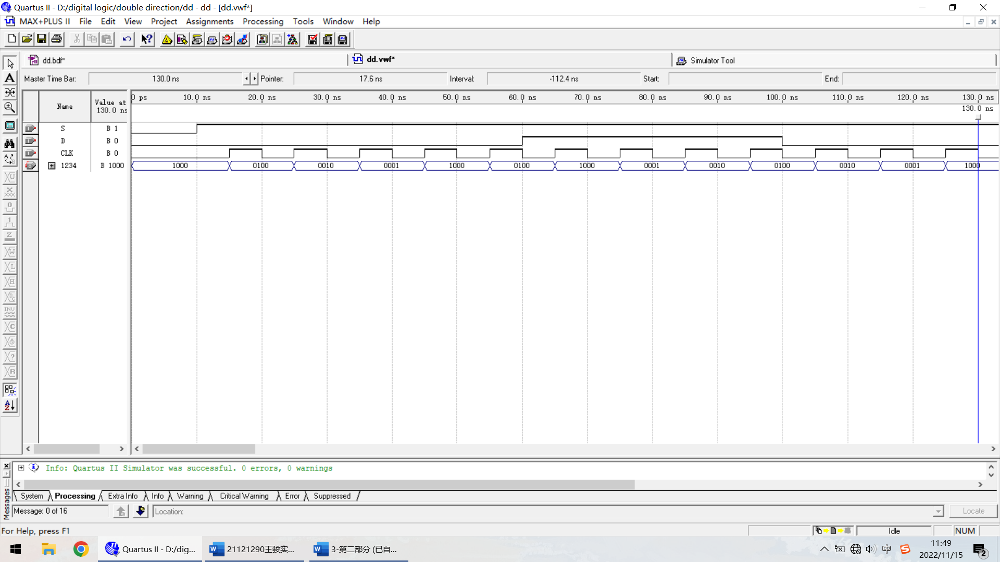 Quartus II - D:/digital logic/double direction/dd - dd - [dd.vwf*]
MAX+PLUS II File Edit View Project Assignments Processing Tools Window Help
dd.bdf* dd.vwf* Simulator Tool
Master Time Bar: 130.0 ns Pointer: 17.6 ns Interval: -112.4 ns Start: End:
Name Value at 130.0 ns
0 ps 10.0 ns 20.0 ns 30.0 ns 40.0 ns 50.0 ns 60.0 ns 70.0 ns 80.0 ns 90.0 ns 100.0 ns 110.0 ns 120.0 ns 130.0 ns
130.0 ns
S B 1
D B 0
CLK B 0
1234 B 1000 1000 0100 0010 0001 1000 0100 1000 0001 0010 0100 0010 0001 1000
Info: Quartus II Simulator was successful. 0 errors, 0 warnings
System Processing Extra Info Info Warning Critical Warning Error Suppressed
Messages
Message: 0 of 16 Location: Locate
For Help, press F1 Idle NUM
Quartus II - D:/dig... 21121290王骏实... 3-第二部分 (已自... 中 11:49
2022/11/15 2